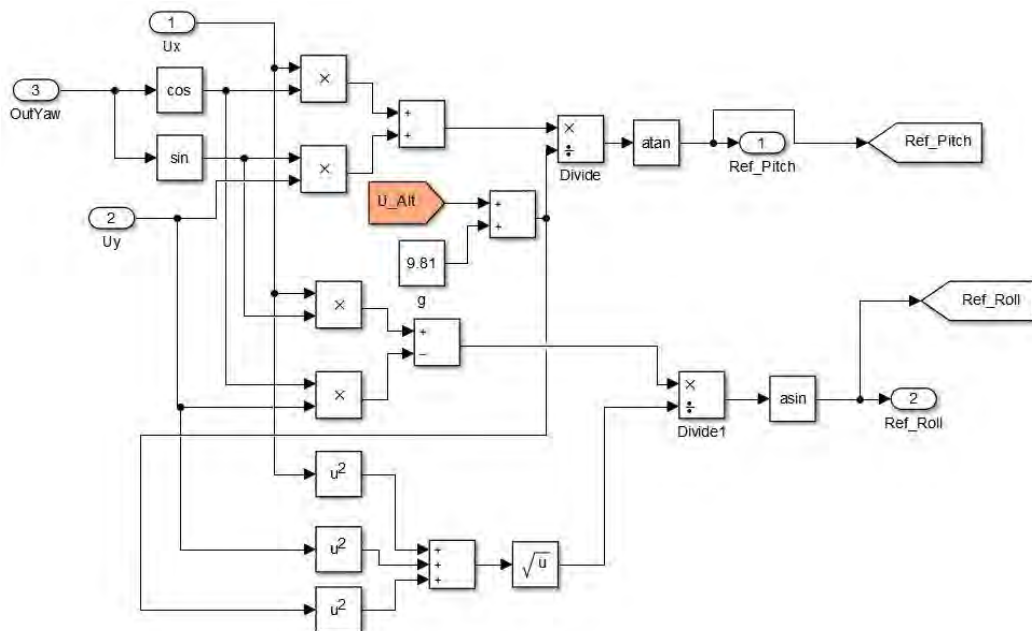 1
Ux
3
OutYaw
cos
×
+
+
×
÷
Divide
atan
1
Ref_Pitch
Ref_Pitch
sin
×
2
Uy
U_Alt
+
+
9.81
g
×
+
−
×
×
÷
Divide1
asin
Ref_Roll
2
Ref_Roll
u²
u²
u²
+
+
+
√u